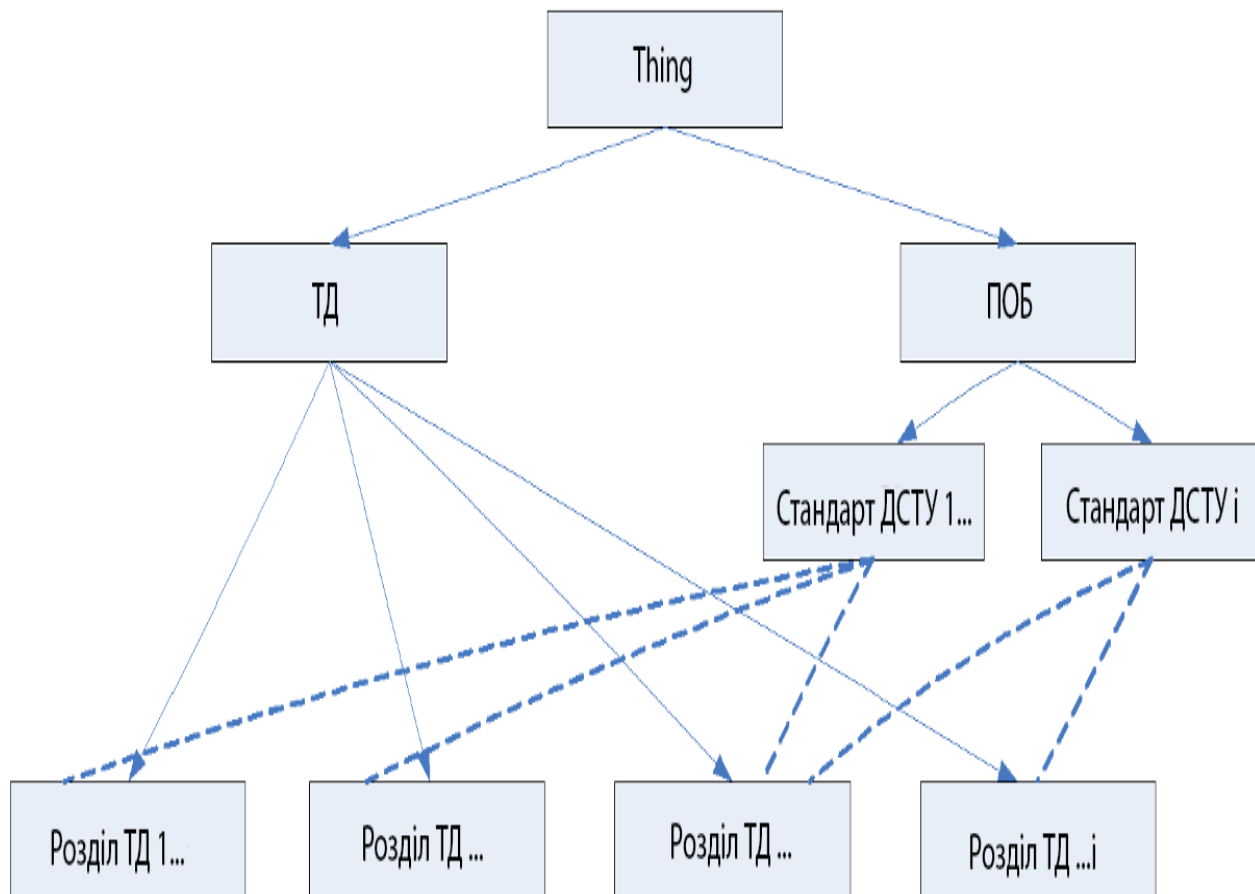 Thing
ТД
ПОБ
Стандарт ДСТУ 1...
Стандарт ДСТУ і
Розділ ТД 1...
Розділ ТД ...
Розділ ТД ...
Розділ ТД ...і